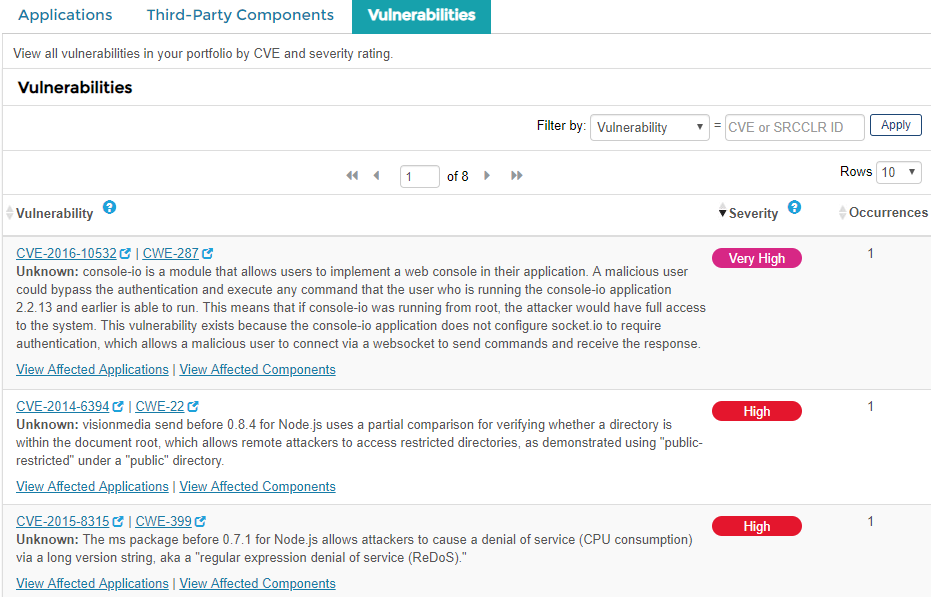 Applications Third-Party Components Vulnerabilities
View all vulnerabilities in your portfolio by CVE and severity rating.
Vulnerabilities
Filter by: Vulnerability = CVE or SRCCLR ID Apply
1 of 8 Rows 10
Vulnerability ? Severity ? Occurrences
CVE-2016-10532 | CWE-287 Very High 1
Unknown: console-io is a module that allows users to implement a web console in their application. A malicious user
could bypass the authentication and execute any command that the user who is running the console-io application
2.2.13 and earlier is able to run. This means that if console-io was running from root, the attacker would have full access
to the system. This vulnerability exists because the console-io application does not configure socket.io to require
authentication, which allows a malicious user to connect via a websocket to send commands and receive the response.
View Affected Applications | View Affected Components
CVE-2014-6394 | CWE-22 High 1
Unknown: visionmedia send before 0.8.4 for Node.js uses a partial comparison for verifying whether a directory is
within the document root, which allows remote attackers to access restricted directories, as demonstrated using "public-
restricted" under a "public" directory.
View Affected Applications | View Affected Components
CVE-2015-8315 | CWE-399 High 1
Unknown: The ms package before 0.7.1 for Node.js allows attackers to cause a denial of service (CPU consumption)
via a long version string, aka a "regular expression denial of service (ReDoS)."
View Affected Applications | View Affected Components